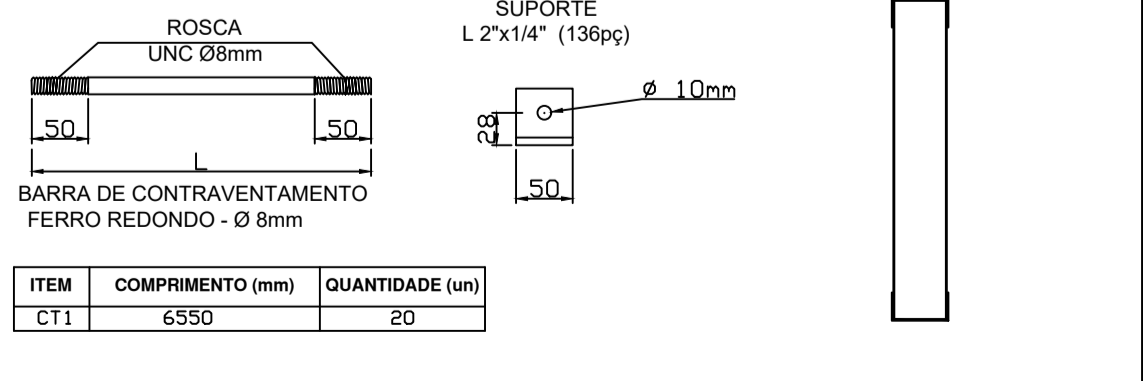 ROSCA
UNC Ø8mm
50
50
L
BARRA DE CONTRAVENTAMENTO
FERRO REDONDO - Ø 8mm
SUPORTE
L 2"x1/4" (136pç)
Ø 10mm
28
50
ITEM COMPRIMENTO (mm) QUANTIDADE (un)
CT1 6550 20